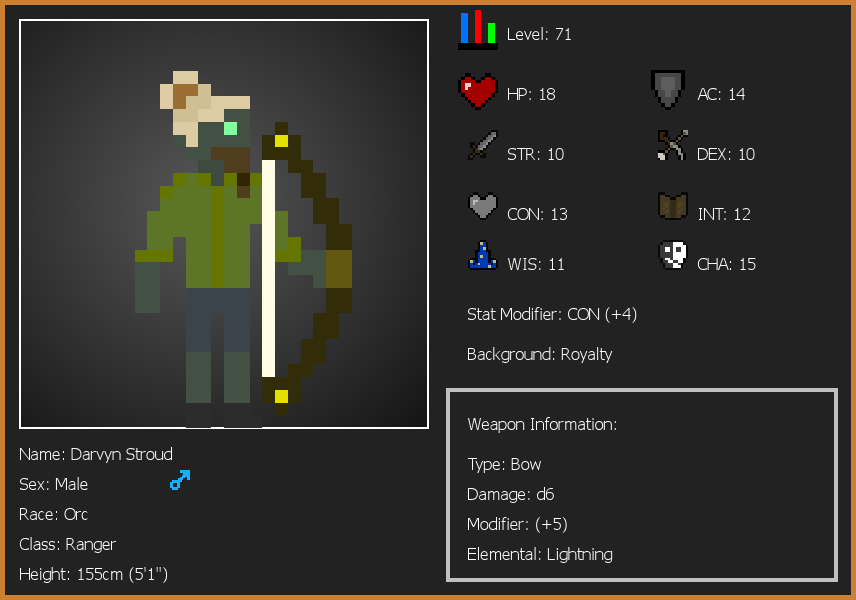 Level: 71
HP: 18
AC: 14
STR: 10
DEX: 10
CON: 13
INT: 12
WIS: 11
CHA: 15
Stat Modifier: CON (+4)
Background: Royalty
Weapon Information:
Type: Bow
Damage: d6
Modifier: (+5)
Elemental: Lightning
Name: Darvyn Stroud
Sex: Male
Race: Orc
Class: Ranger
Height: 155cm (5'1")